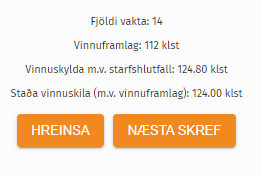 Fjöldi vakta: 14
Vinnuframlag: 112 klst
Vinnuskylda m.v. starfshlutfall: 124.80 klst
Staða vinnuskila (m.v. vinnuframlag): 124.00 klst
HREINSA NÆSTA SKREF